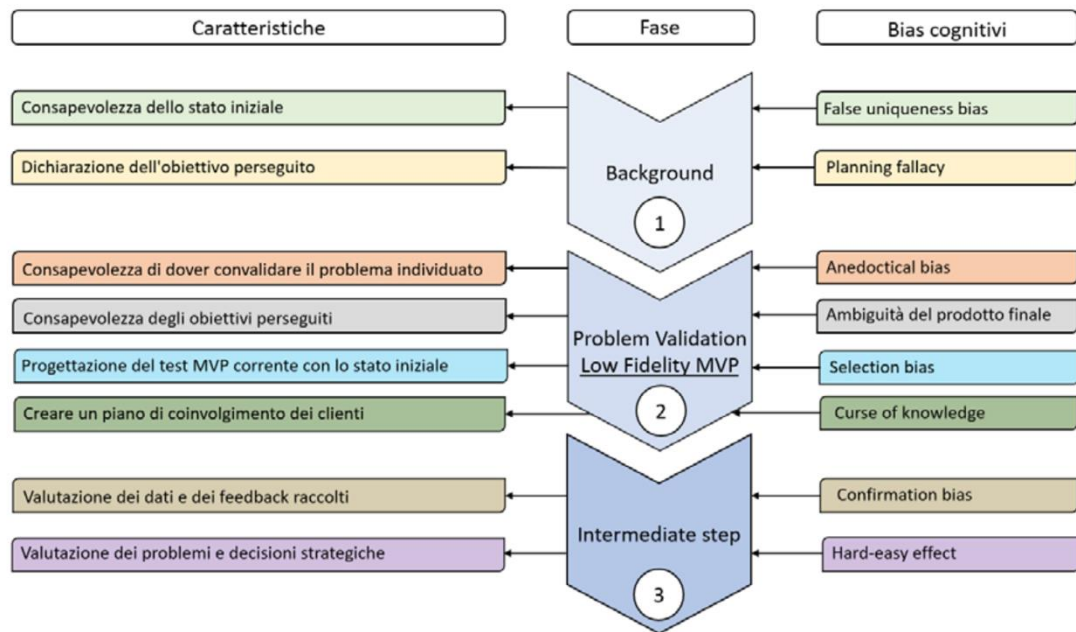 Caratteristiche Fase Bias cognitivi
Consapevolezza dello stato iniziale False uniqueness bias
Dichiarazione dell'obiettivo perseguito Planning fallacy
Background
1
Consapevolezza di dover convalidare il problema individuato Anedoctical bias
Consapevolezza degli obiettivi perseguiti Ambiguità del prodotto finale
Problem Validation
Low Fidelity MVP
Progettazione del test MVP corrente con lo stato iniziale Selection bias
2
Creare un piano di coinvolgimento dei clienti Curse of knowledge
Valutazione dei dati e dei feedback raccolti Confirmation bias
Intermediate step
Valutazione dei problemi e decisioni strategiche Hard-easy effect
3